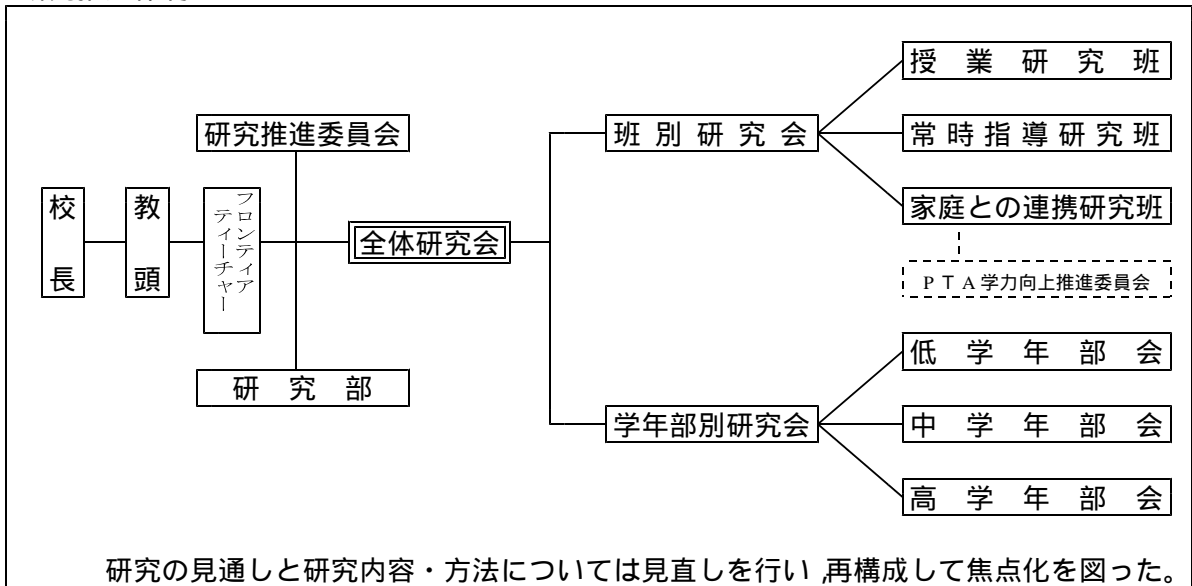 授業研究班
研究推進委員会
班別研究会
常時指導研究班
校長
教頭
フロンティア
ティーチャー
全体研究会
家庭との連携研究班
PTA学力向上推進委員会
低学年部会
研究部
学年部別研究会
中学年部会
高学年部会
研究の見通しと研究内容・方法については見直しを行い,再構成して焦点化を図った。